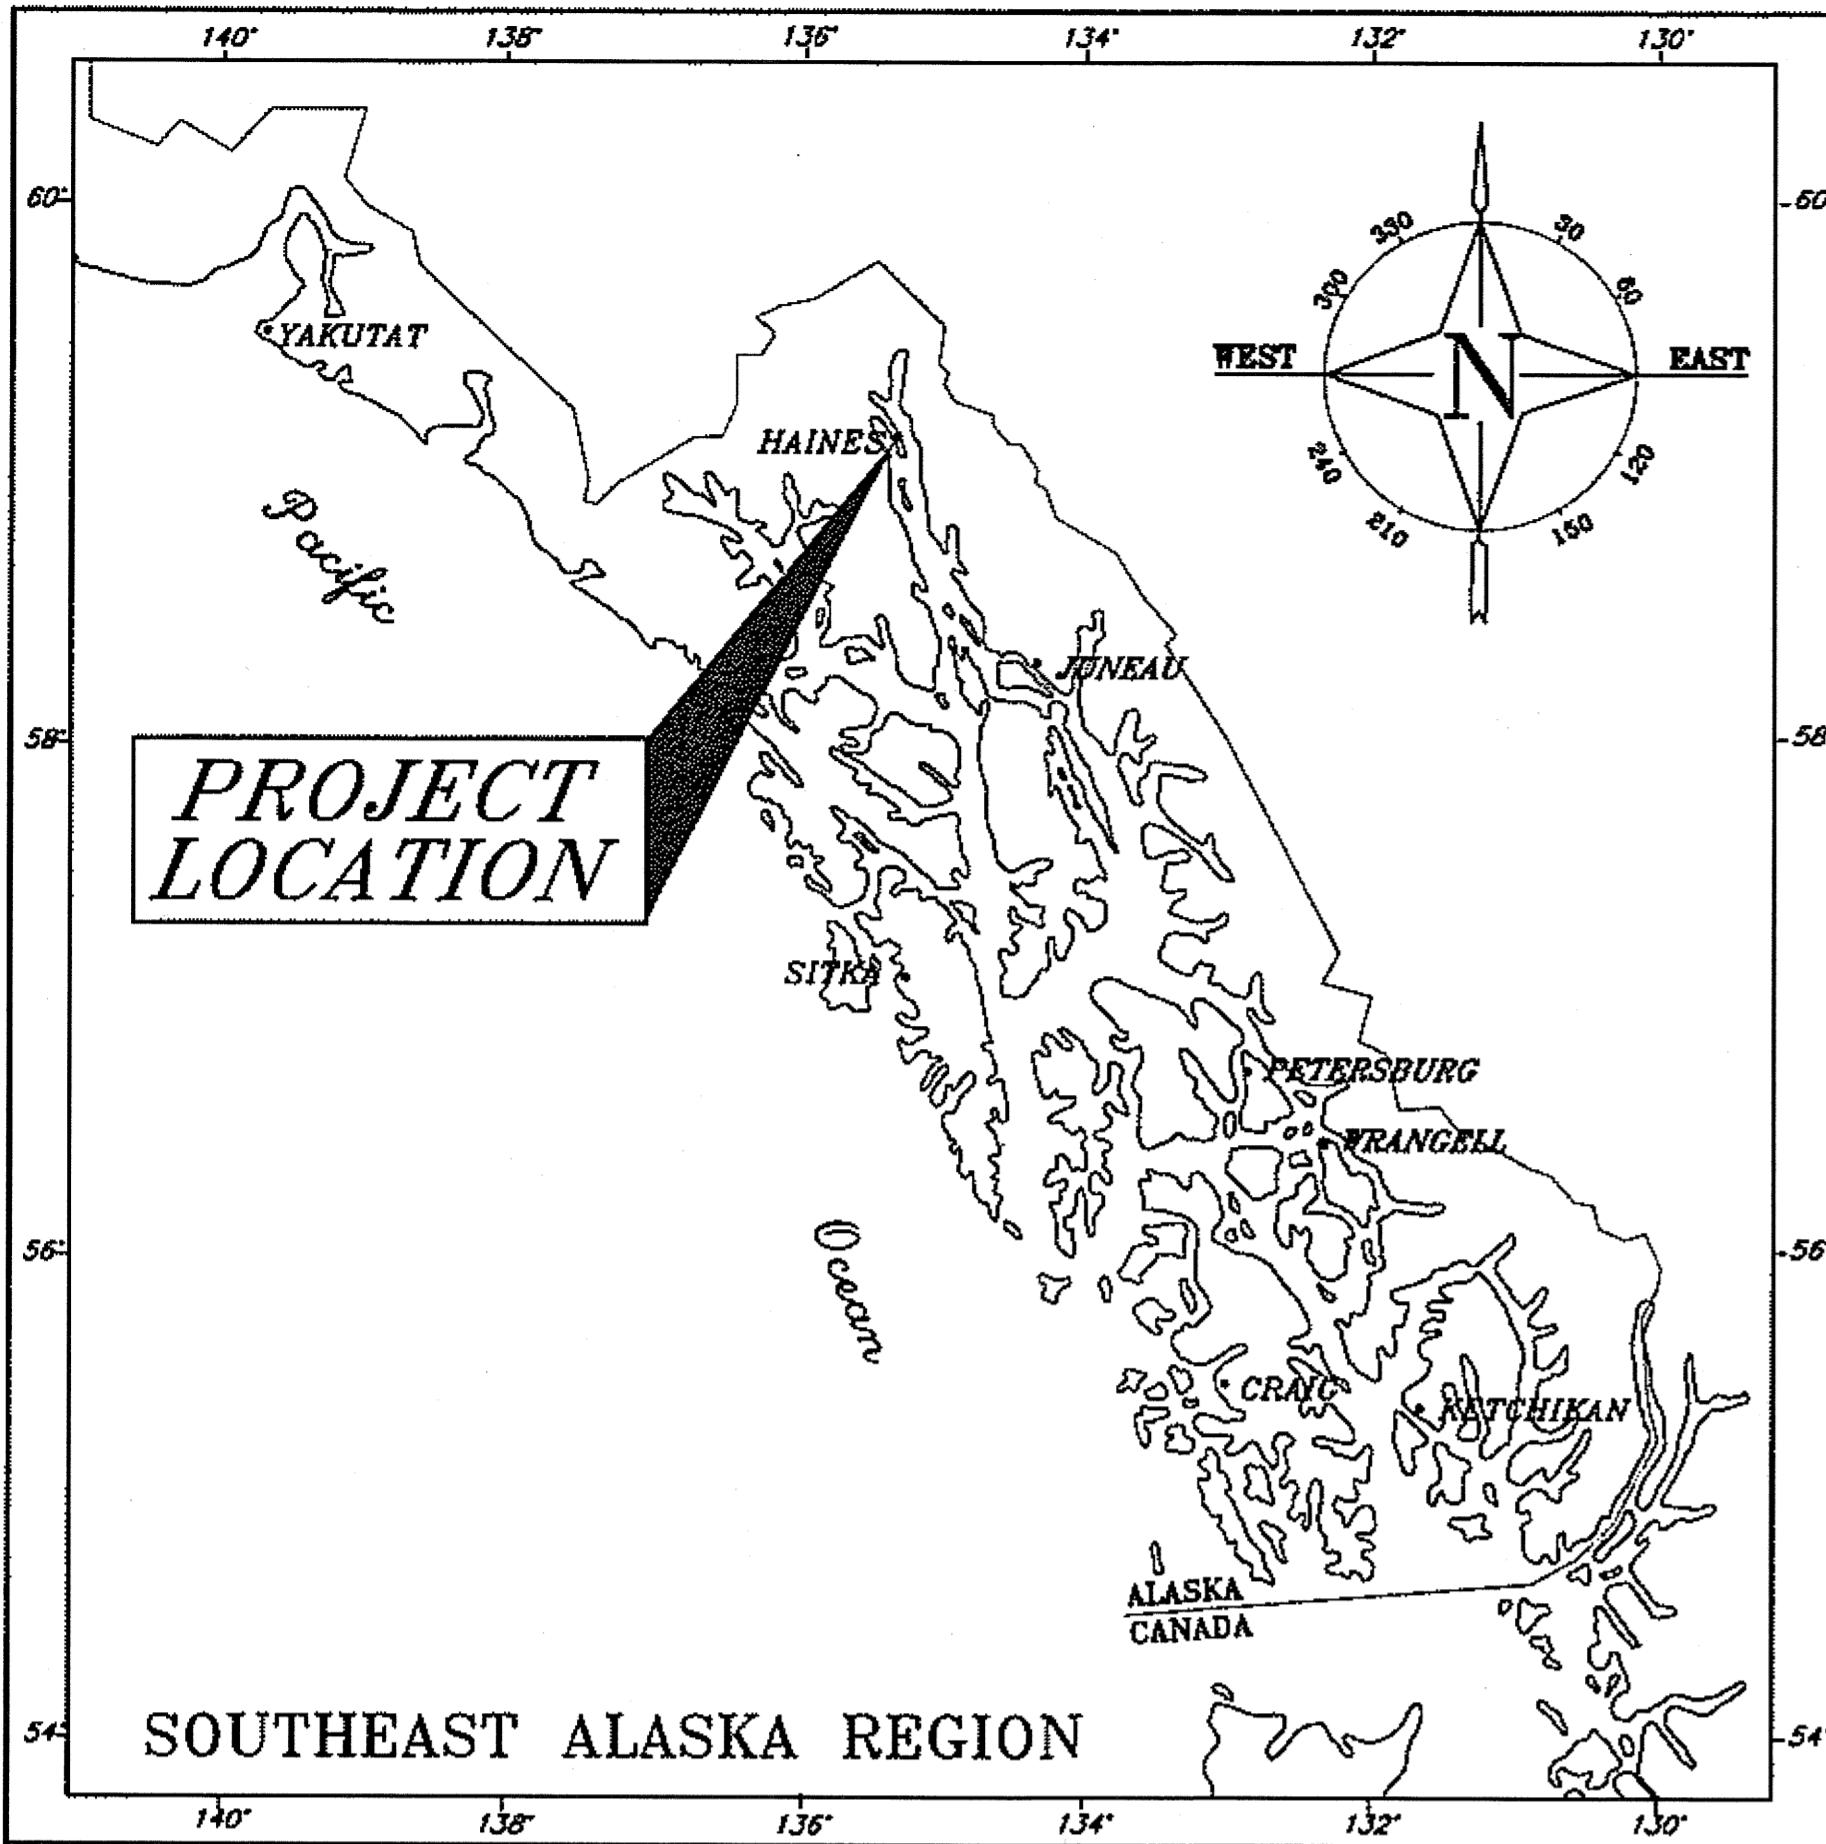 140° 138° 136° 134° 132° 130°
60° 60
330 30
300 60
YAKUTAT
WEST N EAST
HAINES
240 120
210 150
Pacific
JUNEAU
58° 58
PROJECT
LOCATION
SITKA
PETERSBURG
WRANGELL
56° 56
Ocean
CRAIG
KETCHIKAN
ALASKA
CANADA
54° 54°
SOUTHEAST ALASKA REGION
140° 138° 136° 134° 132° 130°